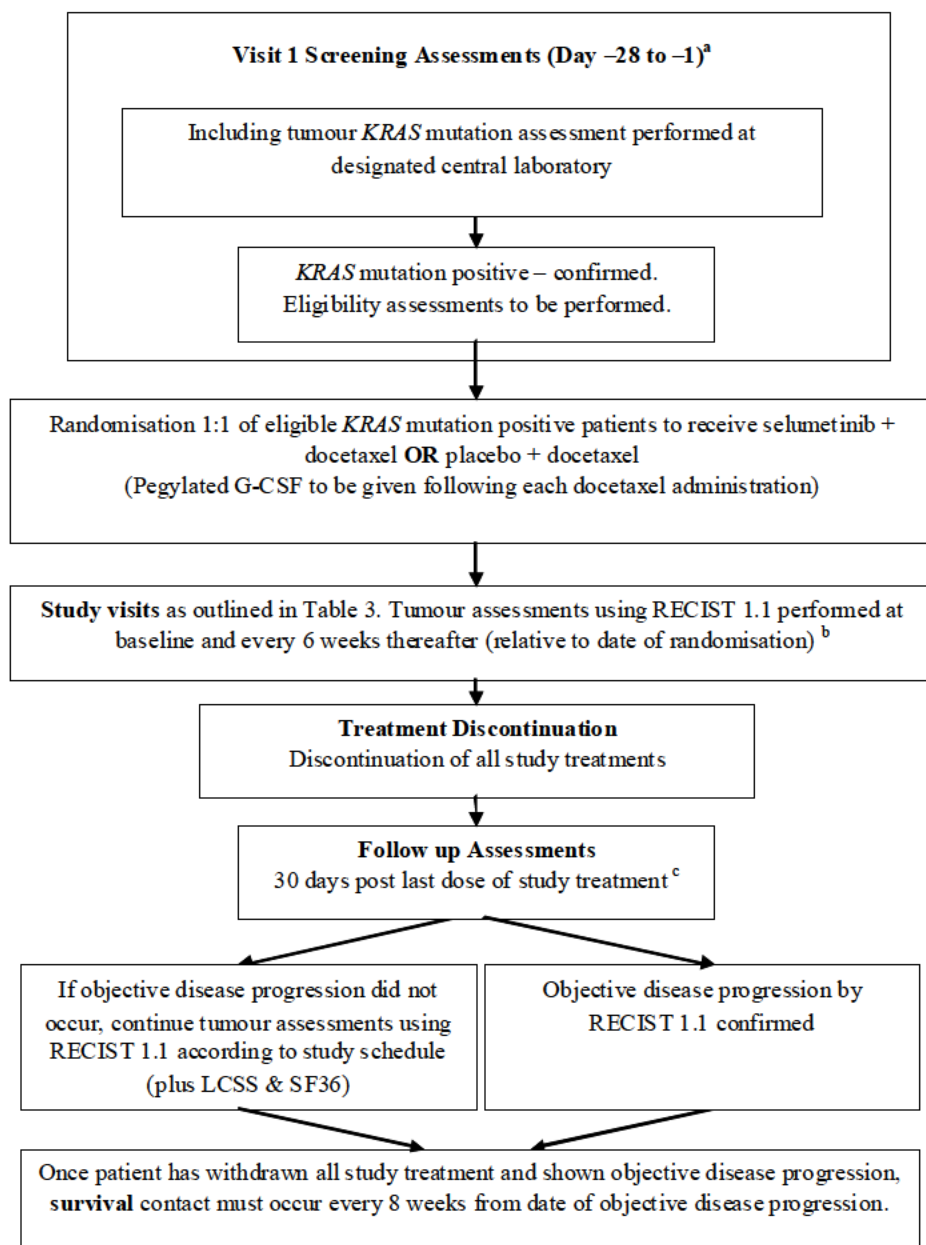 Visit 1 Screening Assessments (Day –28 to –1)a
Including tumour KRAS mutation assessment performed at
designated central laboratory
KRAS mutation positive – confirmed.
Eligibility assessments to be performed.
Randomisation 1:1 of eligible KRAS mutation positive patients to receive selumetinib +
docetaxel OR placebo + docetaxel
(Pegylated G-CSF to be given following each docetaxel administration)
Study visits as outlined in Table 3. Tumour assessments using RECIST 1.1 performed at
baseline and every 6 weeks thereafter (relative to date of randomisation) b
Treatment Discontinuation
Discontinuation of all study treatments
Follow up Assessments
30 days post last dose of study treatment c
If objective disease progression did not
occur, continue tumour assessments using
RECIST 1.1 according to study schedule
(plus LCSS & SF36)
Objective disease progression by
RECIST 1.1 confirmed
Once patient has withdrawn all study treatment and shown objective disease progression,
survival contact must occur every 8 weeks from date of objective disease progression.